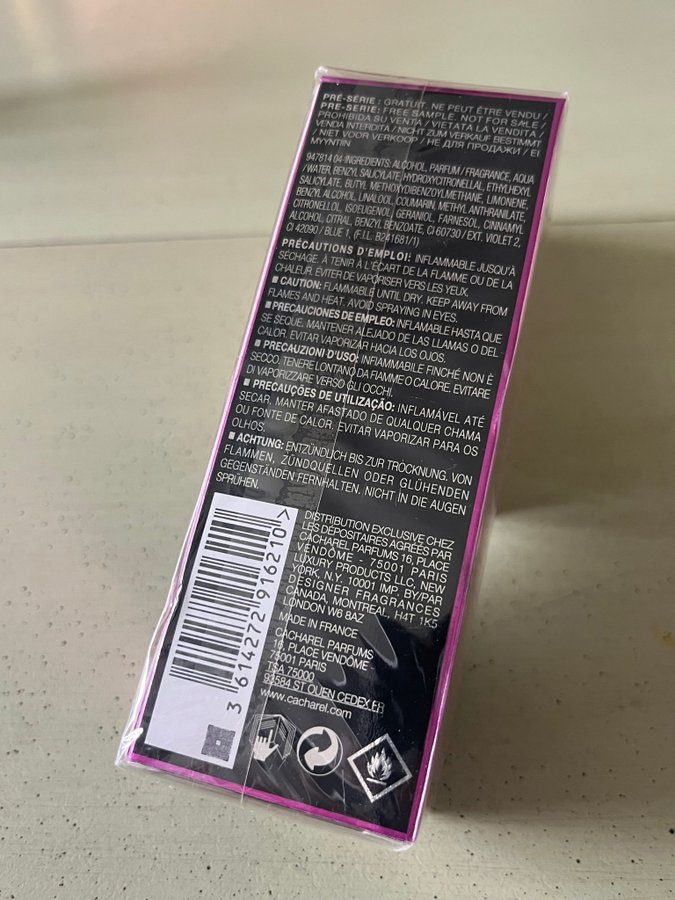 PRÉ-SÉRIE : GRATUIT. NE PEUT ÊTRE VENDU /
PRE-SERIE: FREE SAMPLE. NOT FOR SALE /
PROHIBIDA SU VENTA / VIETATA LA VENDITA /
VENDA INTERDITA / NICHT ZUM VERKAUF BESTIMMT
/ NIET VOOR VERKOOP / НЕ ДЛЯ ПРОДАЖИ / EI
MYYNTIIN
947814 04 INGREDIENTS: ALCOHOL, PARFUM / FRAGRANCE, AQUA
/ WATER, BENZYL SALICYLATE, HYDROXYCITRONELLAL, ETHYLHEXYL
SALICYLATE, BUTYL METHOXYDIBENZOYLMETHANE, LIMONENE,
BENZYL ALCOHOL, LINALOOL, COUMARIN, METHYL ANTHRANILATE,
CITRONELLOL, ISOEUGENOL, GERANIOL, FARNESOL, CINNAMYL
ALCOHOL, CITRAL, BENZYL BENZOATE, CI 60730 / EXT. VIOLET 2,
CI 42090 / BLUE 1, (F.I.L. B241681/1)
PRÉCAUTIONS D'EMPLOI: INFLAMMABLE JUSQU'À
SÉCHAGE. À TENIR À L'ÉCART DE LA FLAMME OU DE LA
CHALEUR. ÉVITER DE VAPORISER VERS LES YEUX.
■ CAUTION: FLAMMABLE UNTIL DRY. KEEP AWAY FROM
FLAMES AND HEAT. AVOID SPRAYING IN EYES.
■ PRECAUCIONES DE EMPLEO: INFLAMABLE HASTA QUE
SE SEQUE. MANTENER ALEJADO DE LAS LLAMAS O DEL
CALOR. EVITAR VAPORIZAR HACIA LOS OJOS.
■ PRECAUZIONI D'USO: INFIAMMABILE FINCHÉ NON È
SECCO. TENERE LONTANO DA FIAMME O CALORE. EVITARE
DI VAPORIZZARE VERSO GLI OCCHI.
■ PRECAUÇÕES DE UTILIZAÇÃO: INFLAMÁVEL ATÉ
SECAR, MANTER AFASTADO DE QUALQUER CHAMA
OU FONTE DE CALOR. EVITAR VAPORIZAR PARA OS
OLHOS.
■ ACHTUNG: ENTZÜNDLICH BIS ZUR TRÖCKNUNG. VON
FLAMMEN, ZÜNDQUELLEN ODER GLÜHENDEN
GEGENSTÄNDEN FERNHALTEN. NICHT IN DIE AUGEN
SPRÜHEN.
DISTRIBUTION EXCLUSIVE CHEZ
LES DÉPOSITAIRES AGRÉÉS PAR
CACHAREL PARFUMS 16, PLACE
VENDÔME - 75001 PARIS
LUXURY PRODUCTS LLC, NEW
YORK, N.Y. 10001 IMP. BY/PAR
DESIGNER FRAGRANCES
CANADA, MONTREAL, H4T 1K5
LONDON W6 8AZ
MADE IN FRANCE
CACHAREL PARFUMS
16, PLACE VENDÔME -
75001 PARIS
TSA 75000
93584 ST OUEN CEDEX FR
www.cacharel.com
3 614272 916210 >